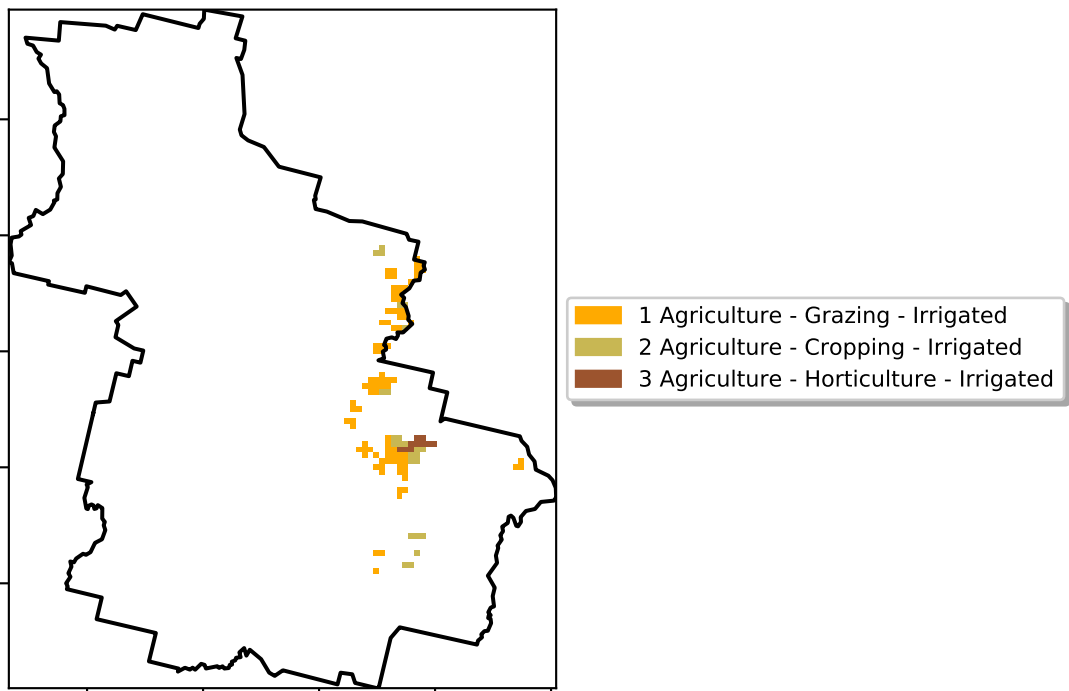 1 Agriculture - Grazing - Irrigated
2 Agriculture - Cropping - Irrigated
3 Agriculture - Horticulture - Irrigated